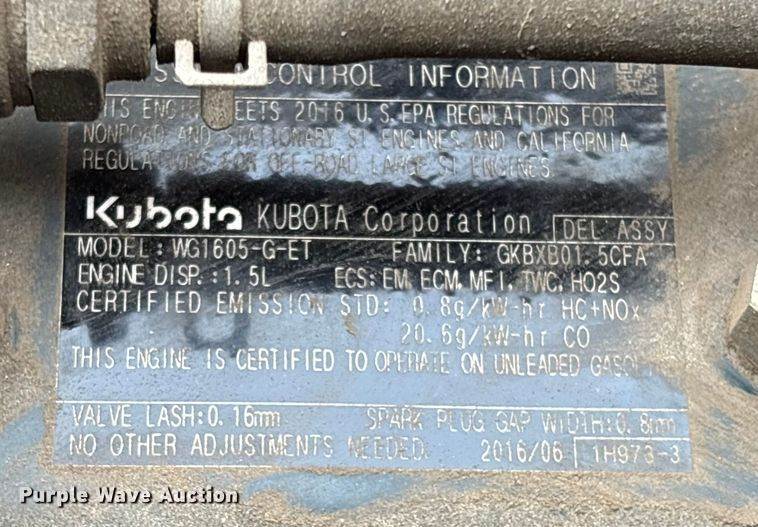 CONTROL INFORMATION
THIS ENGINE MEETS 2016 U.S.EPA REGULATIONS FOR
NONROAD AND STATIONARY SI ENGINES AND CALIFORNIA
REGULATIONS FOR OFF-ROAD LARGE SI ENGINES.
Kubota KUBOTA Corporation DEL ASSY
MODEL: WG1605-G-ET FAMILY: GKBXB01.5CFA
ENGINE DISP.:1.5L ECS:EM,ECM,MFI,TWC,HO2S
CERTIFIED EMISSION STD: 0.8g/kW-hr HC+NOx
20.6g/kW-hr CO
THIS ENGINE IS CERTIFIED TO OPERATE ON UNLEADED GASOL
VALVE LASH:0.16mm SPARK PLUG GAP WIDTH:0.8mm
NO OTHER ADJUSTMENTS NEEDED. 2016/06 1H973-3
Purple Wave Auction